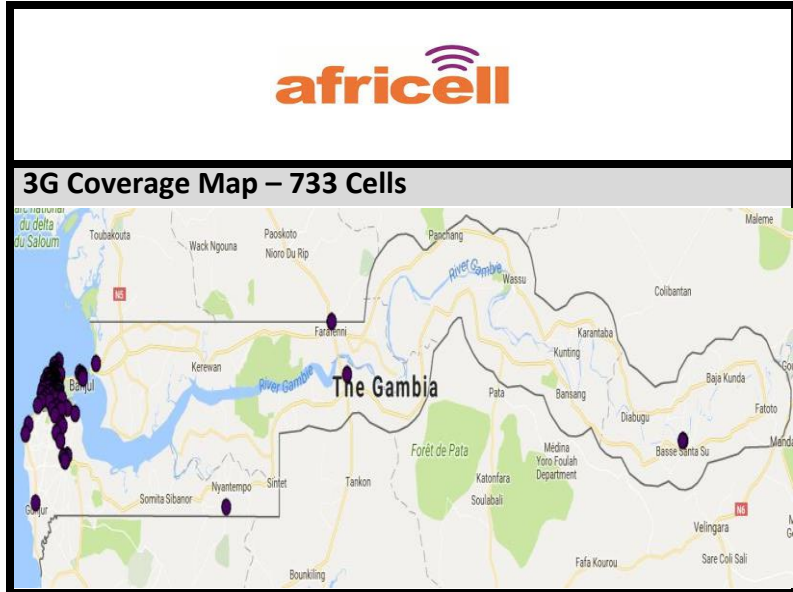 africell
3G Coverage Map – 733 Cells
du delta
du Saloum
Toubakouta
Wack Ngouna
Paoskoto
Nioro Du Rip
Panchang
Maleme
River Gambie
Wassu
Colibantan
N5
Farafenni
Karantaba
Kunting
Kerewan
Banjul
River Gambie
The Gambia
Pata
Bansang
Baja Kunda
Diabugu
Fatoto
Basse Santa Su
Forêt de Pata
Médina
Yoro Foulah
Department
Katonfara
Soulabali
Nyantempo
Sintet
Tankon
Somita Sibanor
Gunjur
N6
Velingara
Bounkiling
Fafa Kourou
Sare Coli Sali